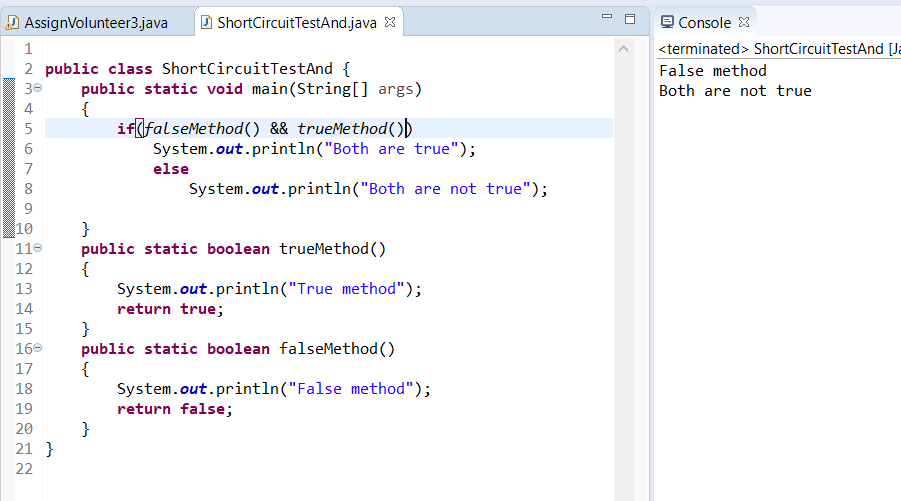 AssignVolunteer3.java
ShortCircuitTestAnd.java
1
2 public class ShortCircuitTestAnd {
3 public static void main(String[] args)
4 {
5 if(falseMethod() && trueMethod())
6 System.out.println("Both are true");
7 else
8 System.out.println("Both are not true");
9
10 }
11 public static boolean trueMethod()
12 {
13 System.out.println("True method");
14 return true;
15 }
16 public static boolean falseMethod()
17 {
18 System.out.println("False method");
19 return false;
20 }
21 }
22
Console
<terminated> ShortCircuitTestAnd [Ja
False method
Both are not true